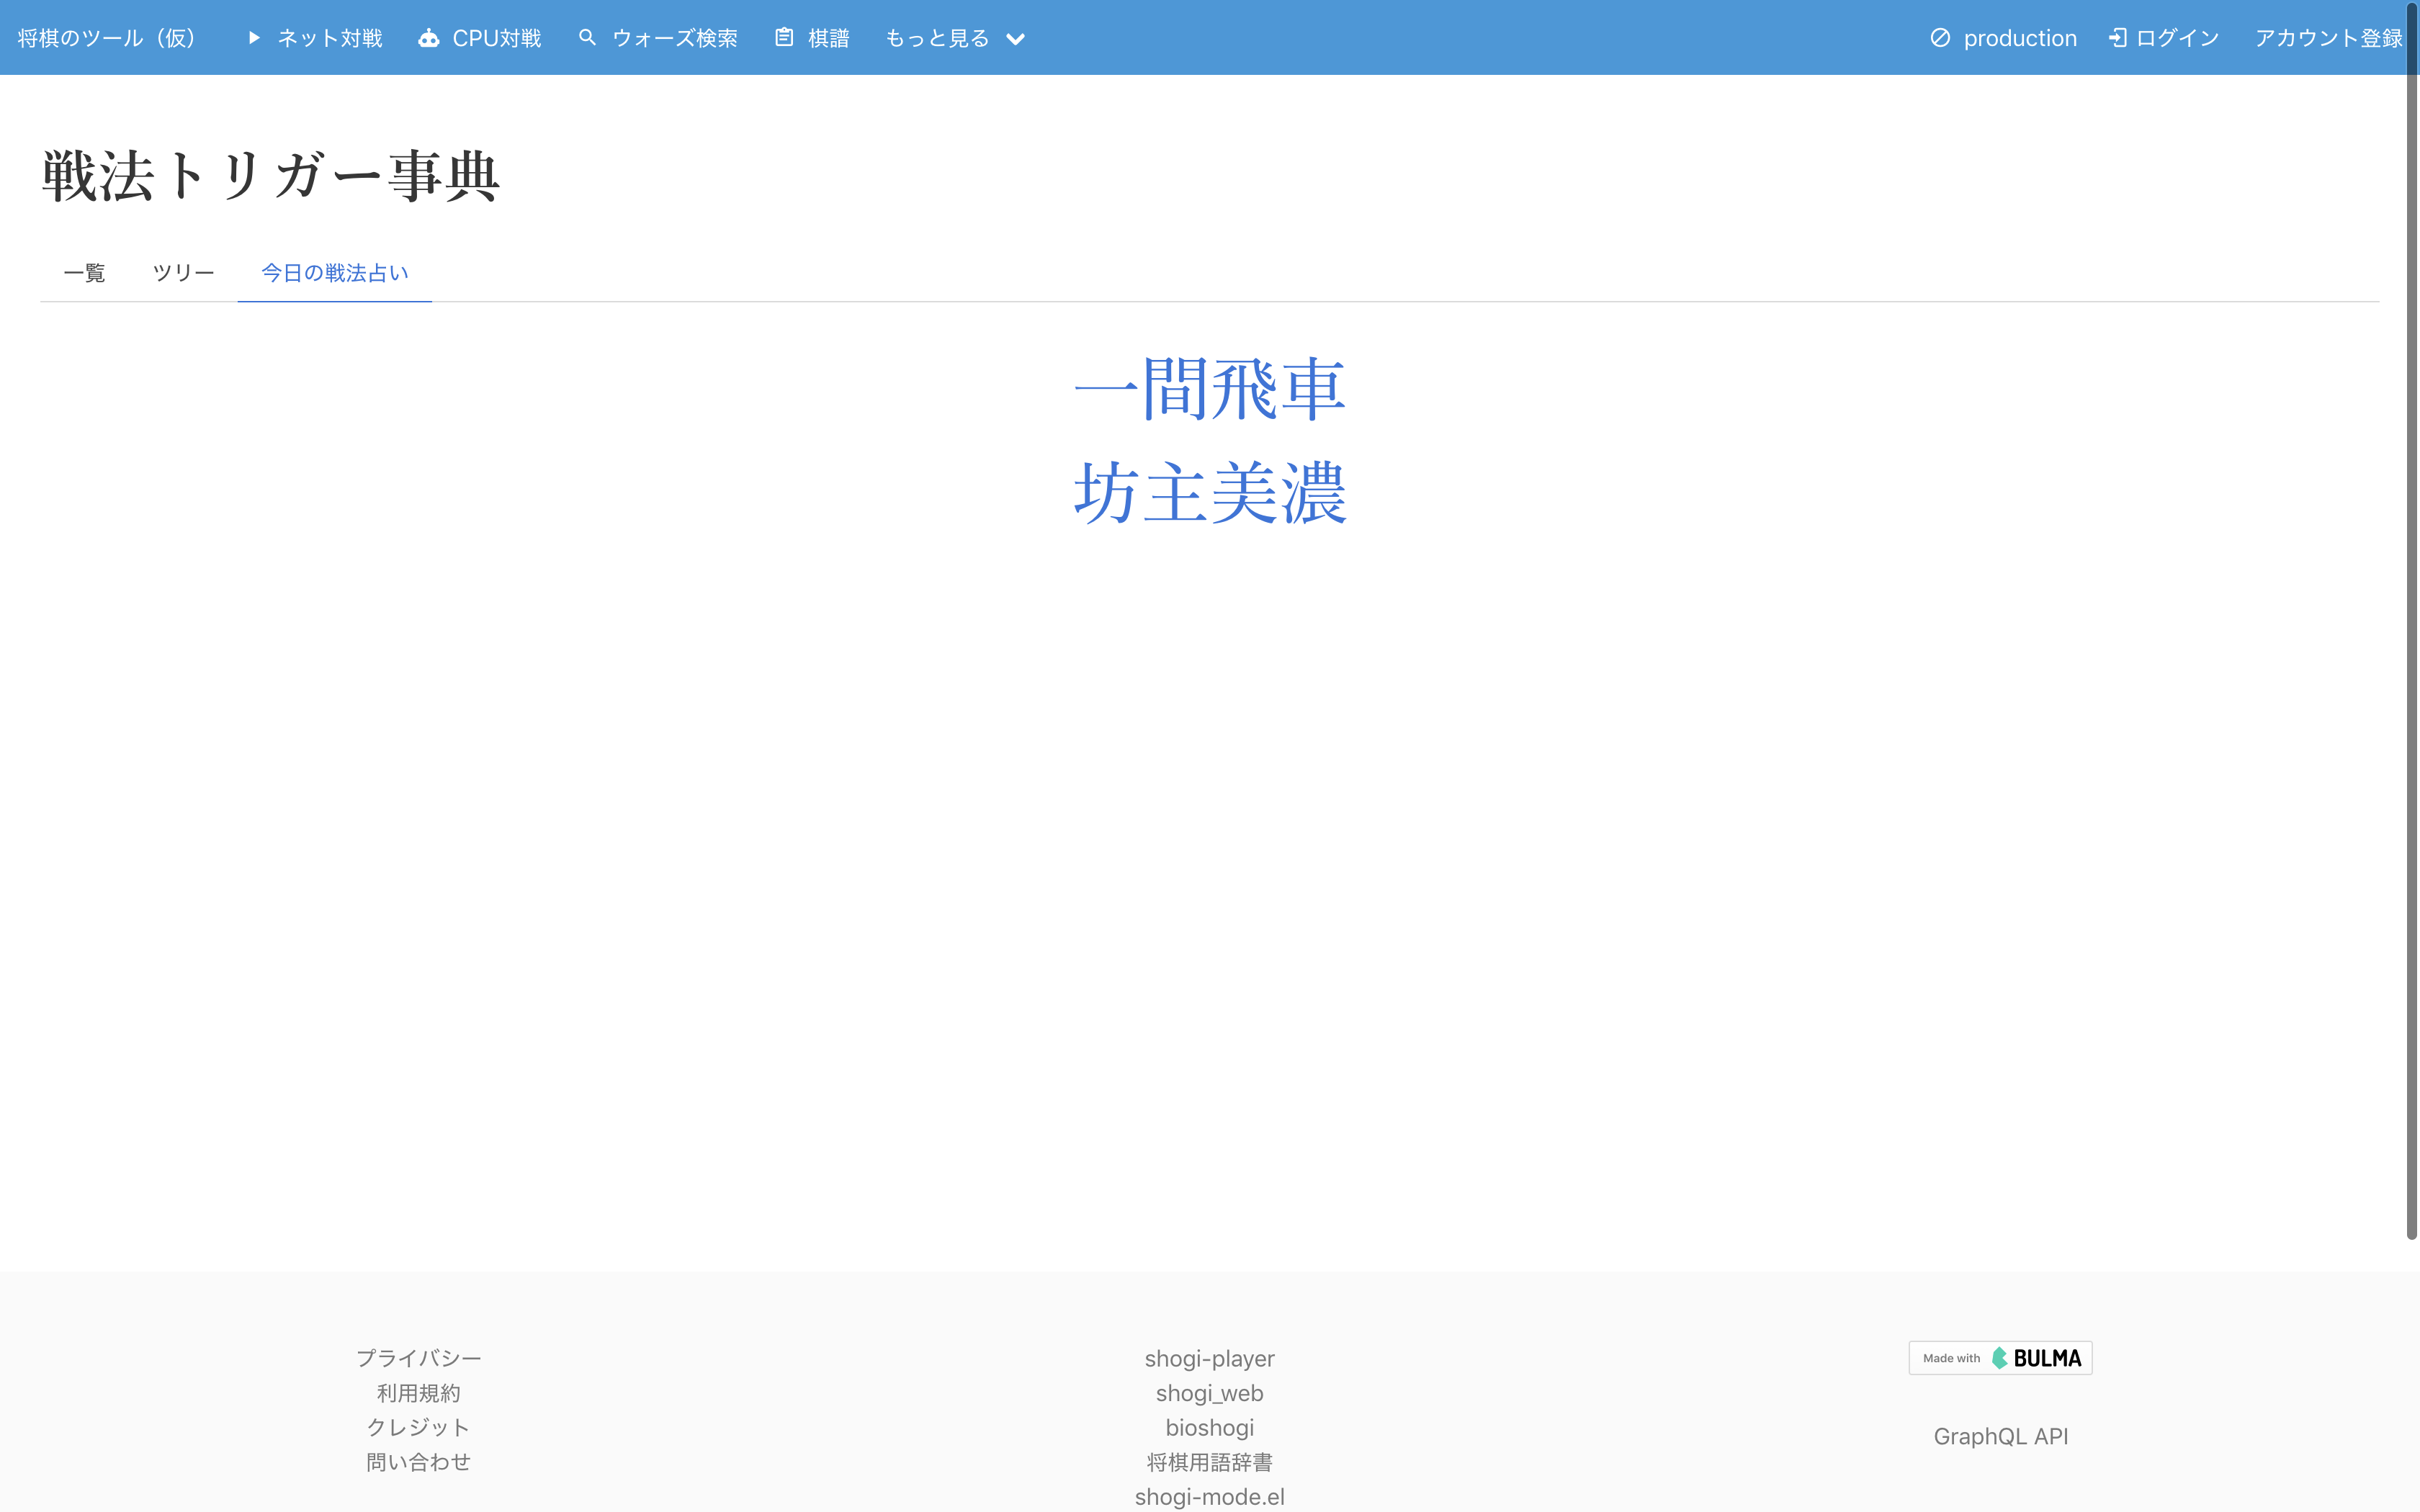 将棋のツール（仮） ネット対戦 CPU対戦 ウォーズ検索 棋譜 もっと見る production ログイン アカウント登録
戦法トリガー事典
一覧 ツリー 今日の戦法占い
一間飛車
坊主美濃
プライバシー
利用規約
クレジット
問い合わせ
shogi-player
shogi_web
bioshogi
将棋用語辞書
shogi-mode.el
Made with BULMA
GraphQL API